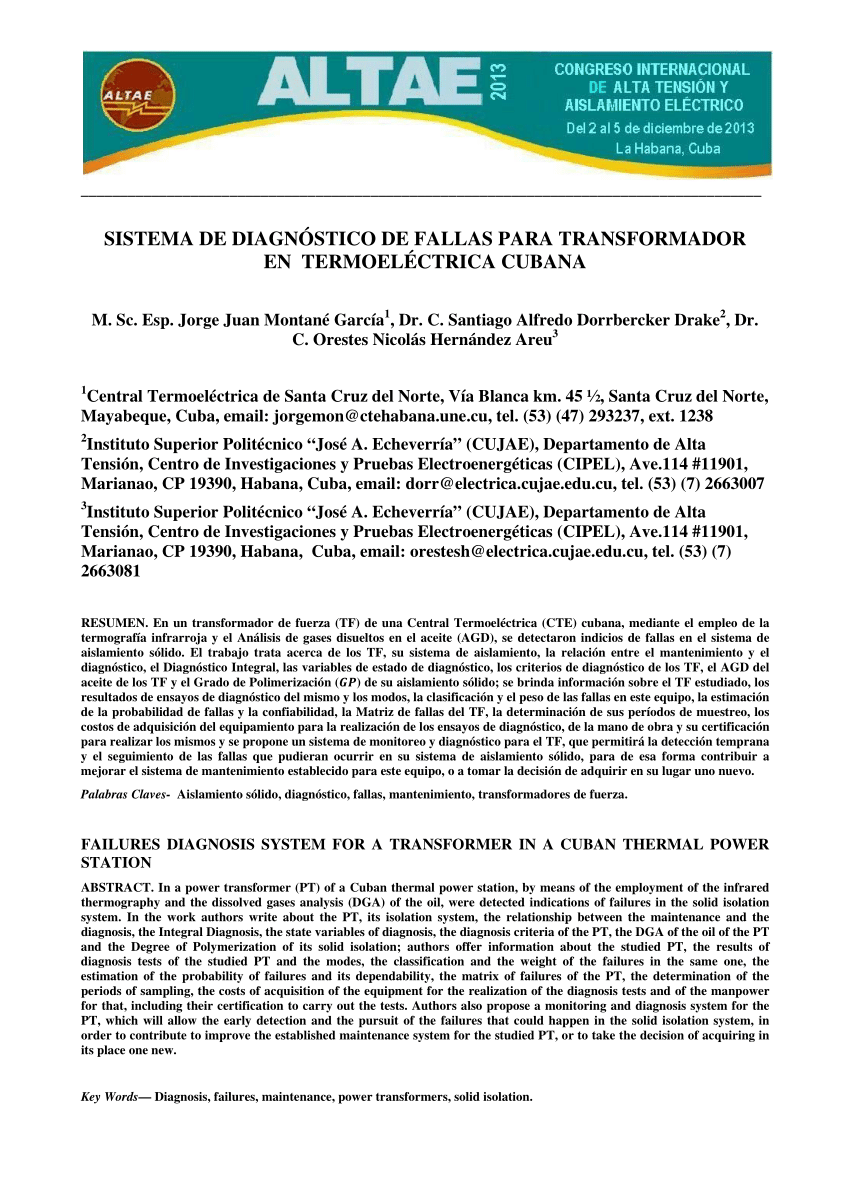 ALTAE
ALTAE 2013
CONGRESO INTERNACIONAL
DE ALTA TENSIÓN Y
AISLAMIENTO ELÉCTRICO
Del 2 al 5 de diciembre de 2013
La Habana, Cuba
SISTEMA DE DIAGNÓSTICO DE FALLAS PARA TRANSFORMADOR
EN TERMOELÉCTRICA CUBANA
M. Sc. Esp. Jorge Juan Montané García1, Dr. C. Santiago Alfredo Dorrbercker Drake2, Dr.
C. Orestes Nicolás Hernández Areu3
1Central Termoeléctrica de Santa Cruz del Norte, Vía Blanca km. 45 ½, Santa Cruz del Norte,
Mayabeque, Cuba, email: jorgemon@ctehabana.une.cu, tel. (53) (47) 293237, ext. 1238
2Instituto Superior Politécnico “José A. Echeverría” (CUJAE), Departamento de Alta
Tensión, Centro de Investigaciones y Pruebas Electroenergéticas (CIPEL), Ave.114 #11901,
Marianao, CP 19390, Habana, Cuba, email: dorr@electrica.cujae.edu.cu, tel. (53) (7) 2663007
3Instituto Superior Politécnico “José A. Echeverría” (CUJAE), Departamento de Alta
Tensión, Centro de Investigaciones y Pruebas Electroenergéticas (CIPEL), Ave.114 #11901,
Marianao, CP 19390, Habana, Cuba, email: orestesh@electrica.cujae.edu.cu, tel. (53) (7)
2663081
RESUMEN. En un transformador de fuerza (TF) de una Central Termoeléctrica (CTE) cubana, mediante el empleo de la
termografía infrarroja y el Análisis de gases disueltos en el aceite (AGD), se detectaron indicios de fallas en el sistema de
aislamiento sólido. El trabajo trata acerca de los TF, su sistema de aislamiento, la relación entre el mantenimiento y el
diagnóstico, el Diagnóstico Integral, las variables de estado de diagnóstico, los criterios de diagnóstico de los TF, el AGD del
aceite de los TF y el Grado de Polimerización (GP) de su aislamiento sólido; se brinda información sobre el TF estudiado, los
resultados de ensayos de diagnóstico del mismo y los modos, la clasificación y el peso de las fallas en este equipo, la estimación
de la probabilidad de fallas y la confiabilidad, la Matriz de fallas del TF, la determinación de sus períodos de muestreo, los
costos de adquisición del equipamiento para la realización de los ensayos de diagnóstico, de la mano de obra y su certificación
para realizar los mismos y se propone un sistema de monitoreo y diagnóstico para el TF, que permitirá la detección temprana
y el seguimiento de las fallas que pudieran ocurrir en su sistema de aislamiento sólido, para de esa forma contribuir a
mejorar el sistema de mantenimiento establecido para este equipo, o a tomar la decisión de adquirir en su lugar uno nuevo.
Palabras Claves- Aislamiento sólido, diagnóstico, fallas, mantenimiento, transformadores de fuerza.
FAILURES DIAGNOSIS SYSTEM FOR A TRANSFORMER IN A CUBAN THERMAL POWER
STATION
ABSTRACT. In a power transformer (PT) of a Cuban thermal power station, by means of the employment of the infrared
thermography and the dissolved gases analysis (DGA) of the oil, were detected indications of failures in the solid isolation
system. In the work authors write about the PT, its isolation system, the relationship between the maintenance and the
diagnosis, the Integral Diagnosis, the state variables of diagnosis, the diagnosis criteria of the PT, the DGA of the oil of the PT
and the Degree of Polymerization of its solid isolation; authors offer information about the studied PT, the results of
diagnosis tests of the studied PT and the modes, the classification and the weight of the failures in the same one, the
estimation of the probability of failures and its dependability, the matrix of failures of the PT, the determination of the
periods of sampling, the costs of acquisition of the equipment for the realization of the diagnosis tests and of the manpower
for that, including their certification to carry out the tests. Authors also propose a monitoring and diagnosis system for the
PT, which will allow the early detection and the pursuit of the failures that could happen in the solid isolation system, in
order to contribute to improve the established maintenance system for the studied PT, or to take the decision of acquiring in
its place one new.
Key Words— Diagnosis, failures, maintenance, power transformers, solid isolation.